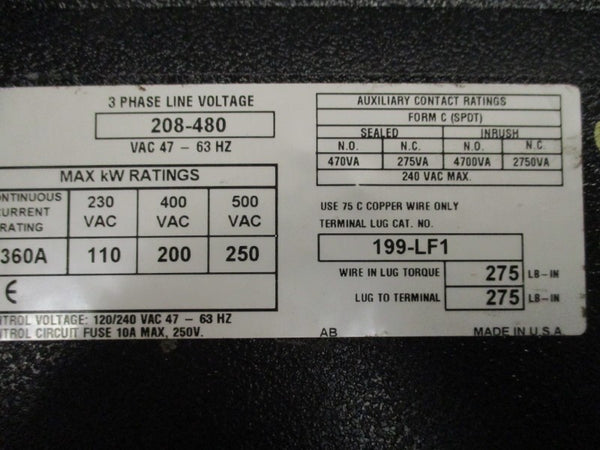 3 PHASE LINE VOLTAGE
208-480
VAC 47 - 63 HZ
MAX kW RATINGS
ONTINUOUS
CURRENT
RATING
230
VAC
400
VAC
500
VAC
360A
110
200
250
CE
NTROL VOLTAGE: 120/240 VAC 47 - 63 HZ
NTROL CIRCUIT FUSE 10A MAX, 250V.
AUXILIARY CONTACT RATINGS
FORM C (SPDT)
SEALED
INRUSH
N.O.
N.C.
N.O.
N.C.
470VA
275VA
4700VA
2750VA
240 VAC MAX.
USE 75 C COPPER WIRE ONLY
TERMINAL LUG CAT. NO.
199-LF1
WIRE IN LUG TORQUE 275 LB-IN
LUG TO TERMINAL 275 LB-IN
AB
MADE IN U.S.A.